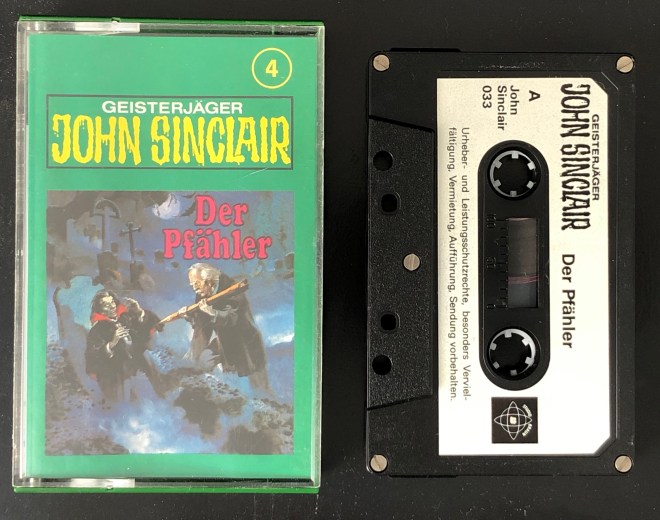 4
GEISTERJÄGER
JOHN SINCLAIR
Der
Pfähler
GEISTERJÄGER
JOHN SINCLAIR
Der Pfähler
A
John
Sinclair
033
Urheber- und Leistungsschutzrechte, besonders Verviel-
fältigung, Vermietung, Aufführung, Sendung vorbehalten.